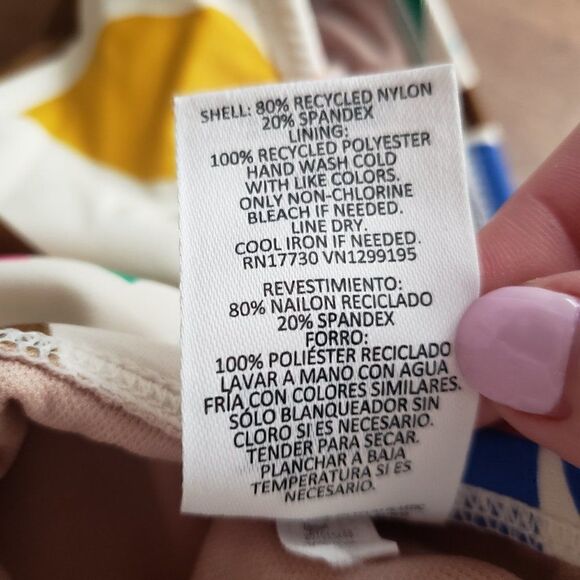 SHELL: 80% RECYCLED NYLON
20% SPANDEX
LINING:
100% RECYCLED POLYESTER
HAND WASH COLD
WITH LIKE COLORS.
ONLY NON-CHLORINE
BLEACH IF NEEDED.
LINE DRY.
COOL IRON IF NEEDED.
RN17730 VN1299195
REVESTIMIENTO:
80% NAILON RECICLADO
20% SPANDEX
FORRO:
100% POLIÉSTER RECICLADO
LAVAR A MANO CON AGUA
FRÍA CON COLORES SIMILARES.
SÓLO BLANQUEADOR SIN
CLORO SI ES NECESARIO.
TENDER PARA SECAR.
PLANCHAR A BAJA
TEMPERATURA SI ES
NECESARIO.